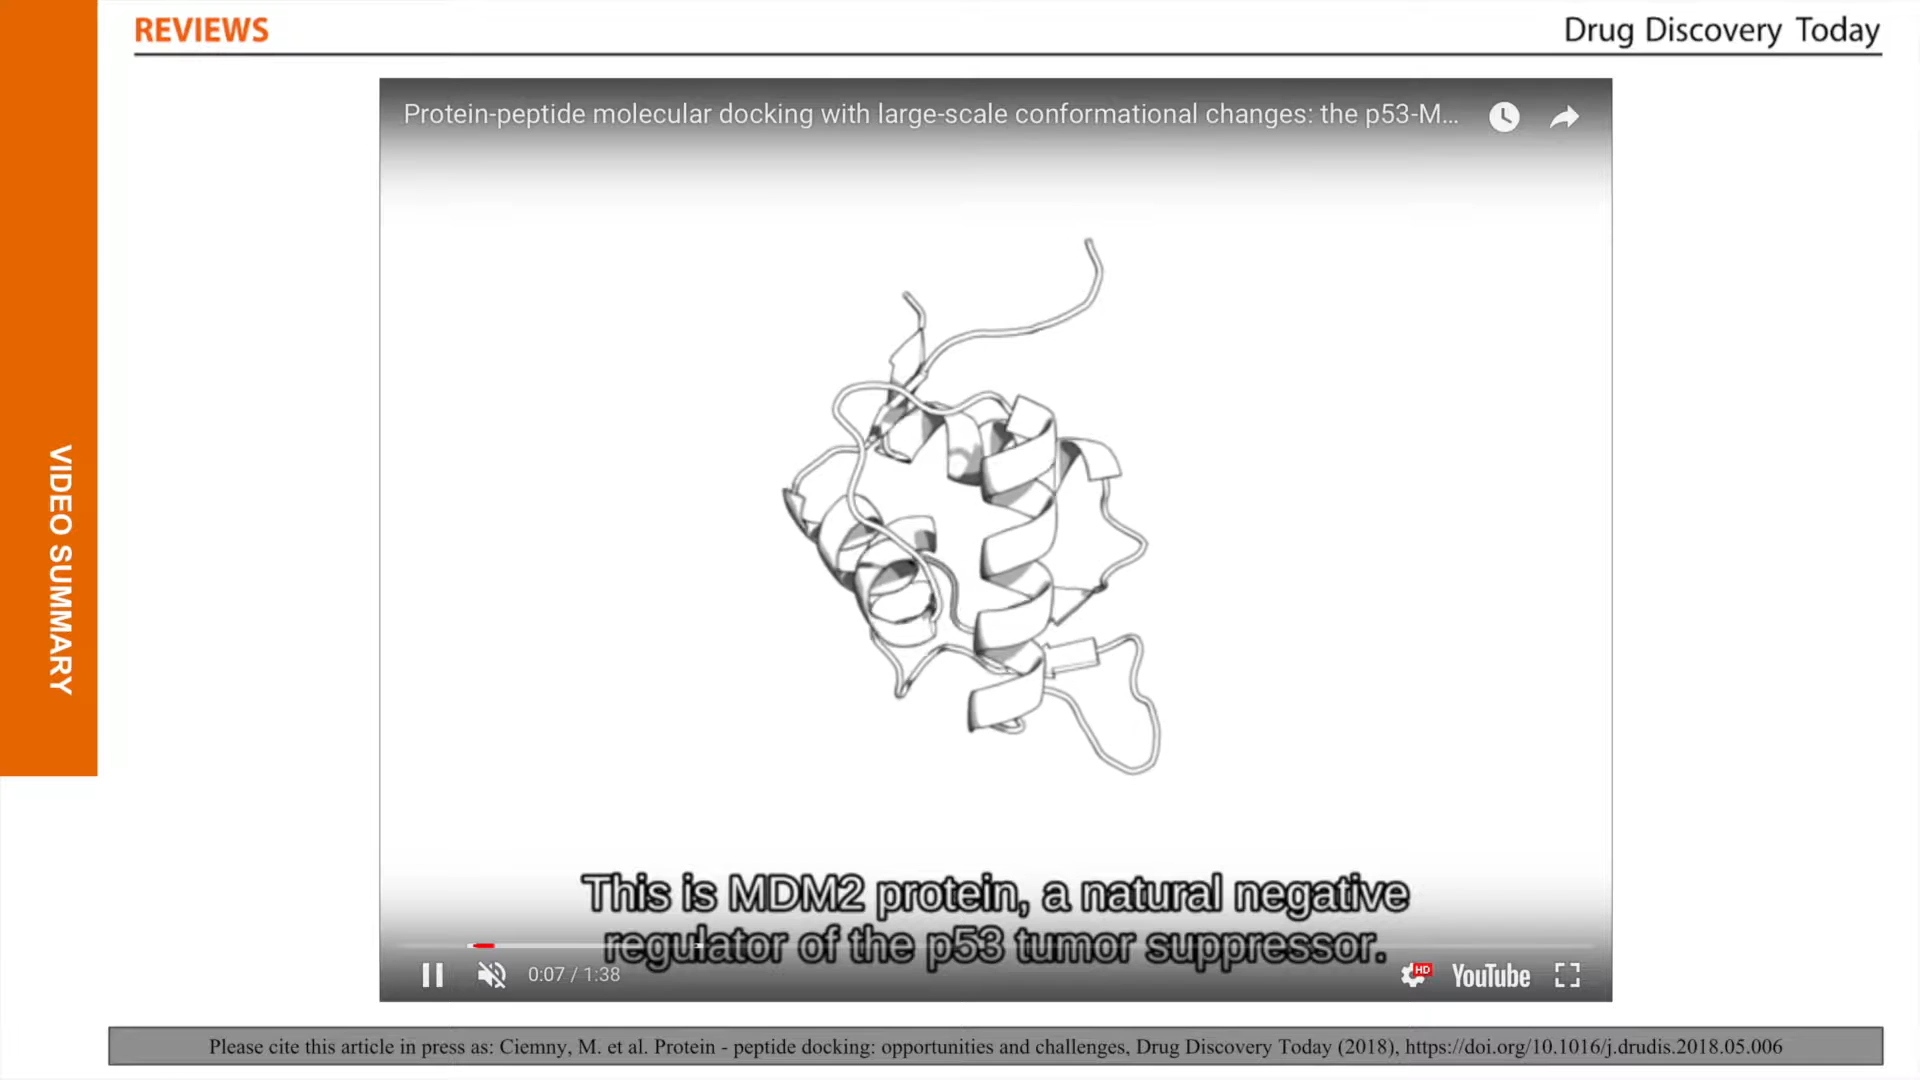 REVIEWS
Drug Discovery Today
VIDEO SUMMARY
Protein-peptide molecular docking with large-scale conformational changes: the p53-M...
This is MDM2 protein, a natural negative
regulator of the p53 tumor suppressor.
0:07 / 1:38
HD
YouTube
Please cite this article in press as: Ciemny, M. et al. Protein - peptide docking: opportunities and challenges, Drug Discovery Today (2018), https://doi.org/10.1016/j.drudis.2018.05.006